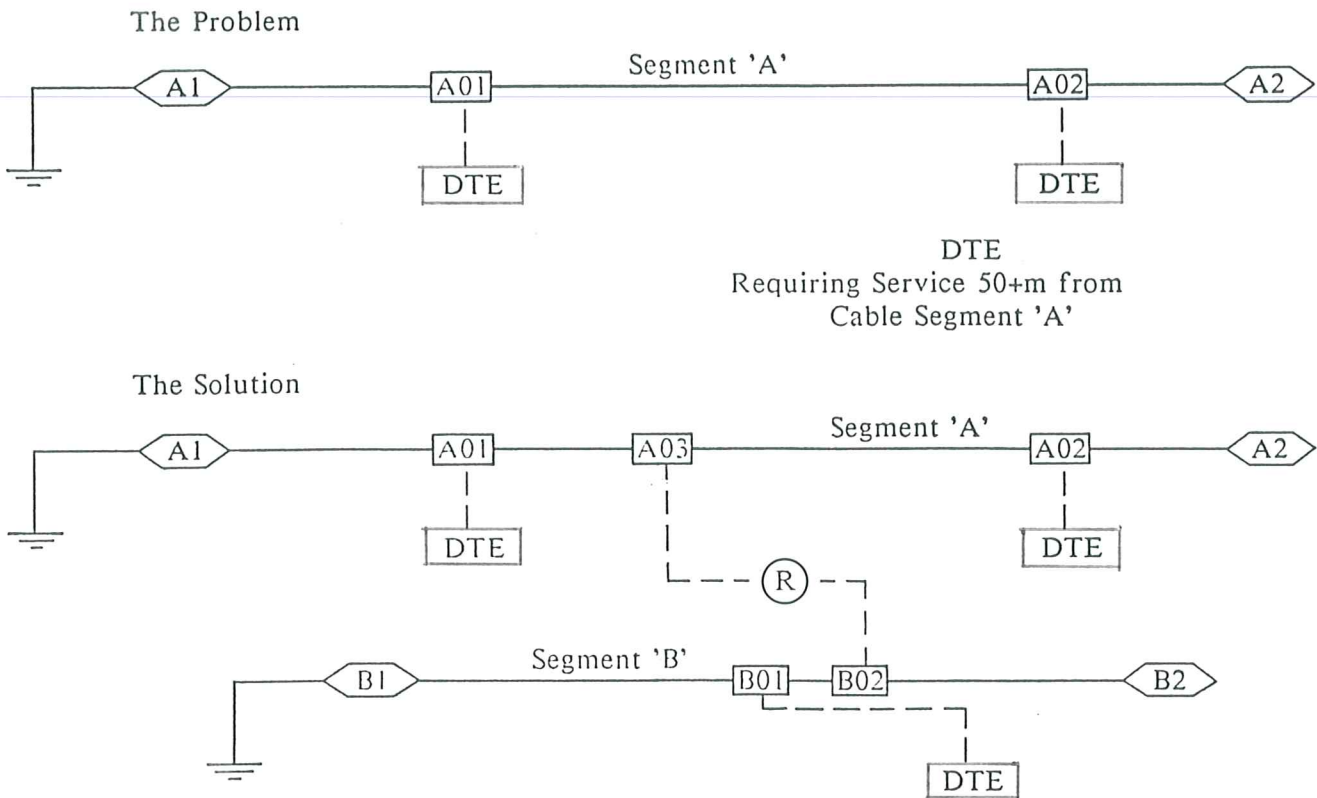 The Problem
A1 A01 Segment 'A' A02 A2
DTE DTE
DTE
Requiring Service 50+m from
Cable Segment 'A'
The Solution
A1 A01 A03 Segment 'A' A02 A2
DTE DTE
R
B1 Segment 'B' B01 B02 B2
DTE